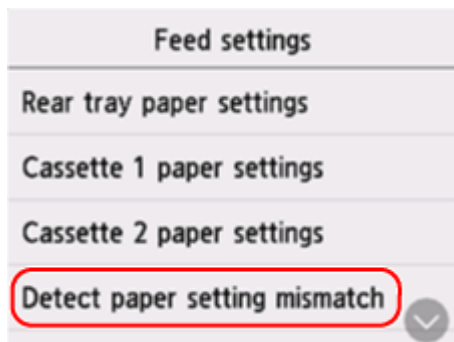 Feed settings
Rear tray paper settings
Cassette 1 paper settings
Cassette 2 paper settings
Detect paper setting mismatch